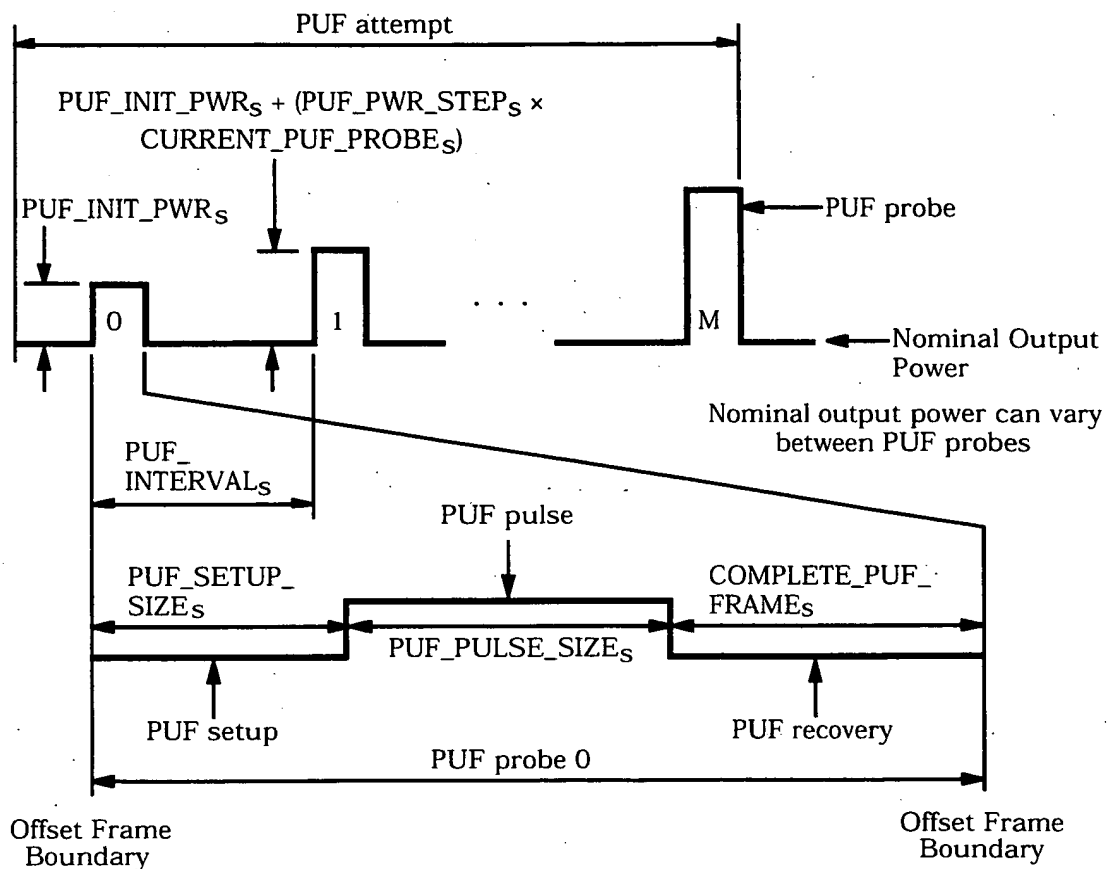 PUF attempt
PUF_INIT_PWRS + (PUF_PWR_STEPS ×
CURRENT_PUF_PROBES)
PUF_INIT_PWRS
PUF probe
0
1
. . .
M
Nominal Output
Power
Nominal output power can vary
between PUF probes
PUF_
INTERVALS
PUF pulse
PUF_SETUP_
SIZES
COMPLETE_PUF_
FRAMES
PUF_PULSE_SIZES
PUF setup
PUF recovery
PUF probe 0
Offset Frame
Boundary
Offset Frame
Boundary